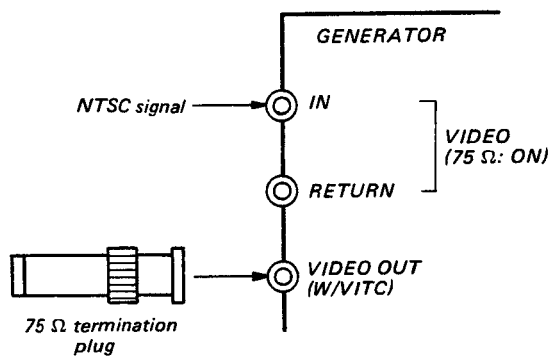 GENERATOR
NTSC signal
IN
VIDEO
(75 Ω: ON)
RETURN
VIDEO OUT
(W/VITC)
75 Ω termination
plug